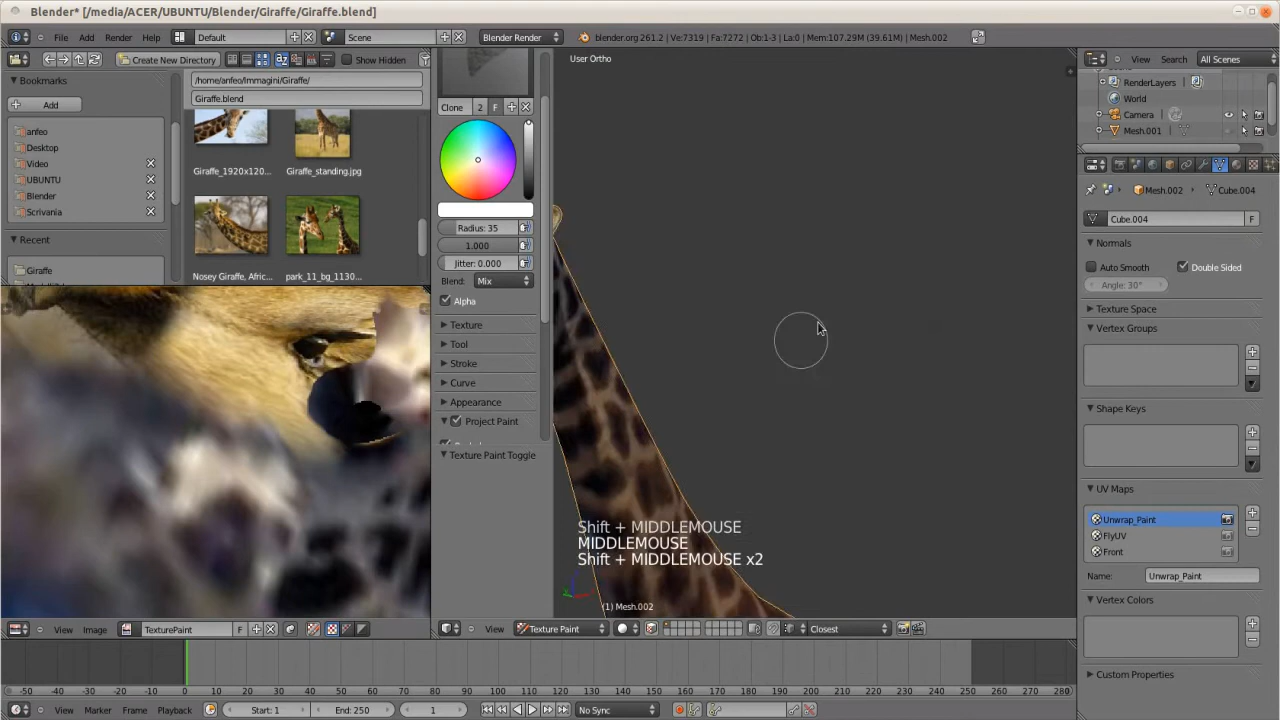 Blender* [/media/ACER/UBUNTU/Blender/Giraffe/Giraffe.blend]
File Add Render Help Default Scene Blender Render blender.org 261.2 | Ve:7319 | Fa:7272 | Ob:1-3 | La:0 | Mem:107.29M (39.61M) | Mesh.002
Create New Directory Show Hidden
View Search All Scenes
Bookmarks
Add
anfeo
Desktop
Video
UBUNTU
Blender
Scrivania
Recent
Giraffe
/home/anfeo/Immagini/Giraffe/
Giraffe.blend
Giraffe_1920x120...
Giraffe_standing.jpg
Nosey Giraffe, Afric...
park_11_bg_1130...
Clone 2 F
Radius: 35
1.000
Jitter: 0.000
Blend: Mix
Alpha
Texture
Tool
Stroke
Curve
Appearance
Project Paint
Texture Paint Toggle
User Ortho
Shift + MIDDLEMOUSE
MIDDLEMOUSE
Shift + MIDDLEMOUSE x2
(1) Mesh.002
RenderLayers
World
Camera
Mesh.001
Mesh.002 Cube.004
Cube.004 F
Normals
Auto Smooth Double Sided
Angle: 30°
Texture Space
Vertex Groups
Shape Keys
UV Maps
Unwrap_Paint
FlyUV
Front
Name: Unwrap_Paint
Vertex Colors
Custom Properties
View Image TexturePaint F
View Texture Paint Closest
-50 -40 -30 -20 -10 0 10 20 30 40 50 60 70 80 90 100 110 120 130 140 150 160 170 180 190 200 210 220 230 240 250 260 270 280
View Marker Frame Playback Start: 1 End: 250 1 No Sync